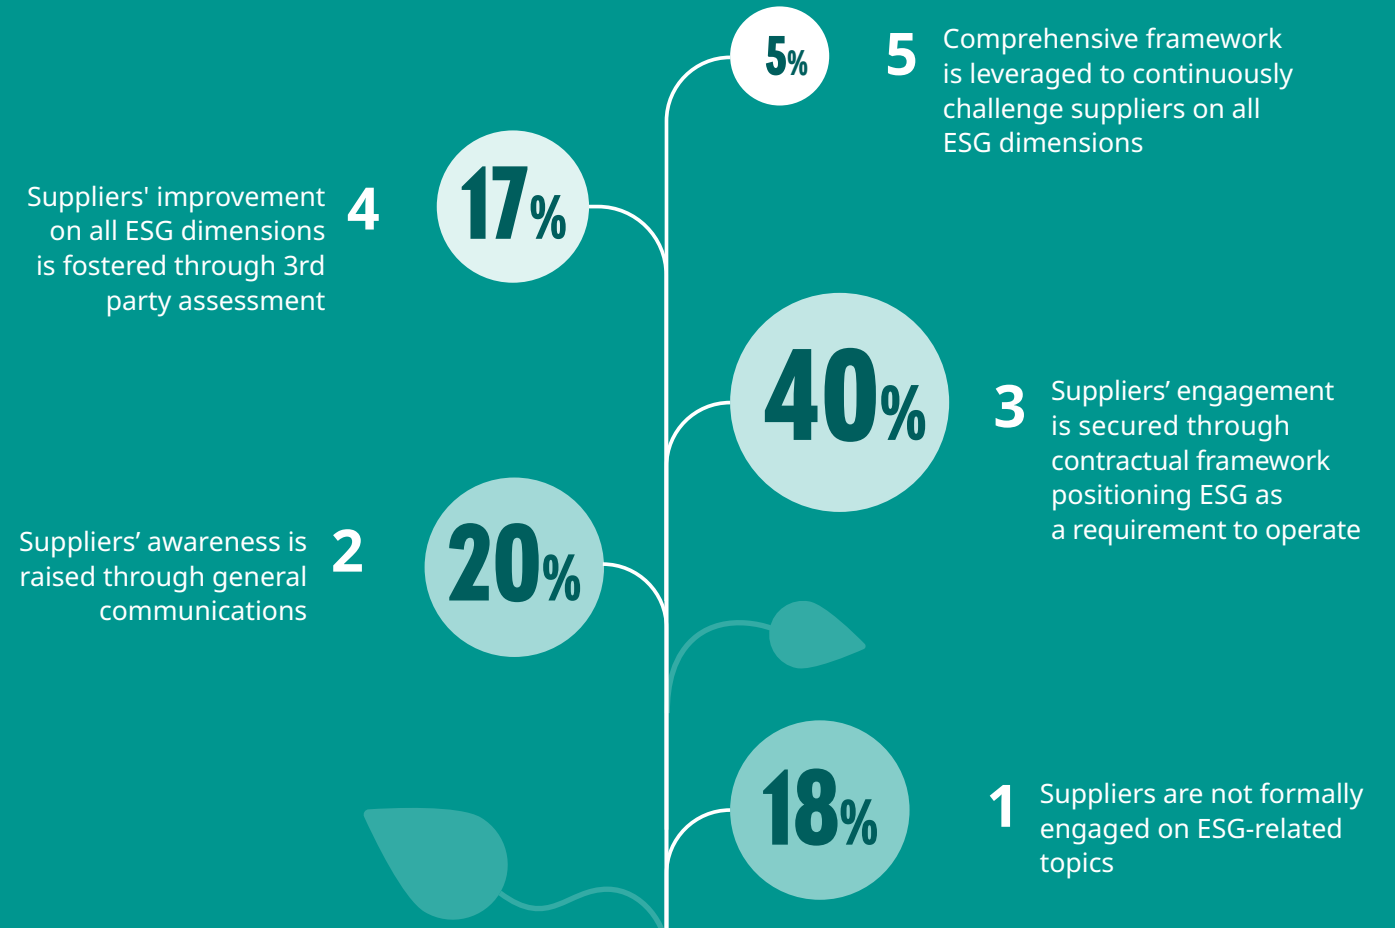 5%
5
Comprehensive framework
is leveraged to continuously
challenge suppliers on all
ESG dimensions
Suppliers' improvement
on all ESG dimensions
is fostered through 3rd
party assessment
4
17%
40%
3
Suppliers’ engagement
is secured through
contractual framework
positioning ESG as
a requirement to operate
Suppliers’ awareness is
raised through general
communications
2
20%
18%
1
Suppliers are not formally
engaged on ESG-related
topics